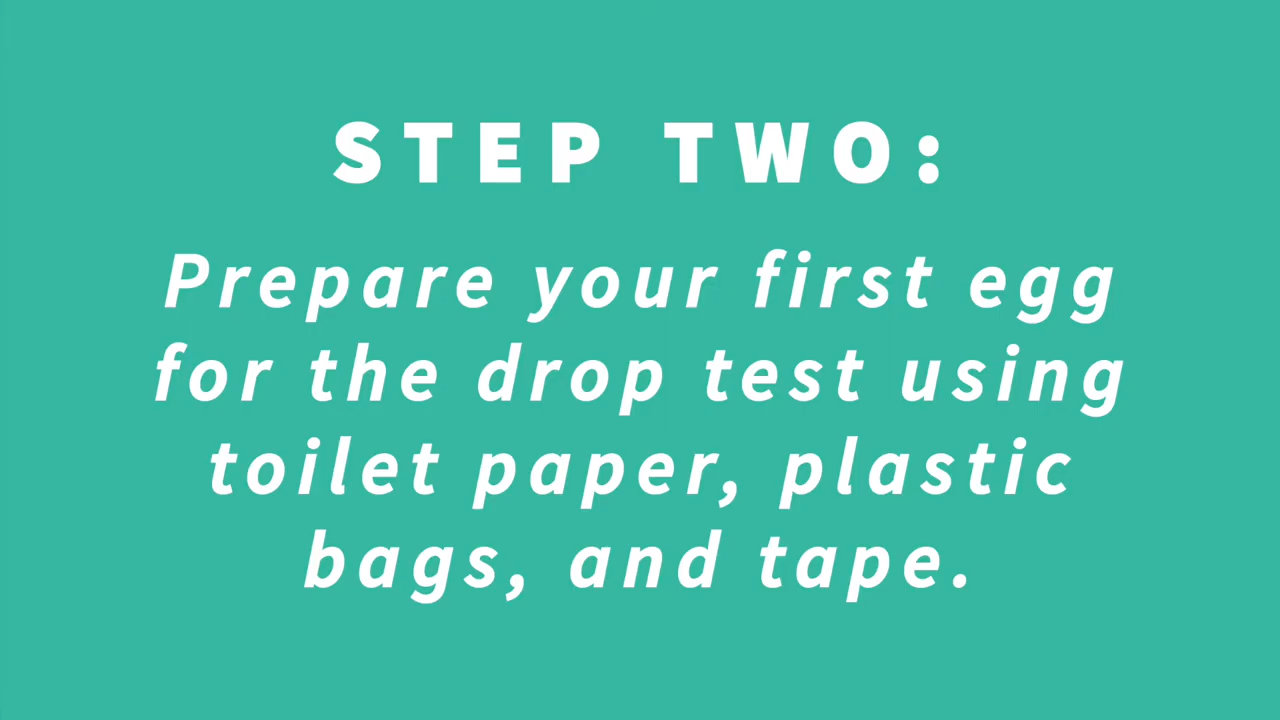 STEP TWO:
Prepare your first egg
for the drop test using
toilet paper, plastic
bags, and tape.